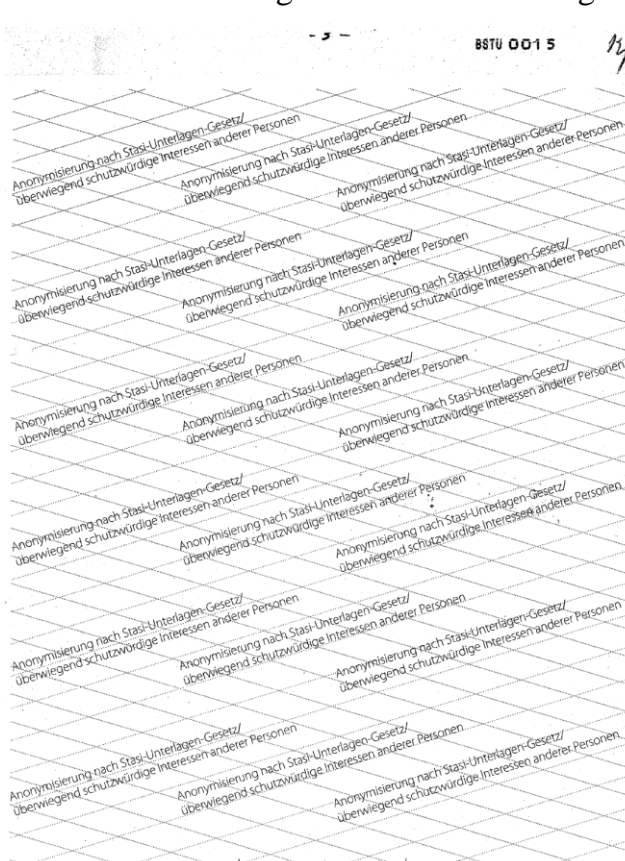 - 3 -
BSTU 0015
Anonymisierung nach Stasi-Unterlagen-Gesetz/
überwiegend schutzwürdige Interessen anderer Personen
Anonymisierung nach Stasi-Unterlagen-Gesetz/
überwiegend schutzwürdige Interessen anderer Personen
Anonymisierung nach Stasi-Unterlagen-Gesetz/
überwiegend schutzwürdige Interessen anderer Personen
Anonymisierung nach Stasi-Unterlagen-Gesetz/
überwiegend schutzwürdige Interessen anderer Personen
Anonymisierung nach Stasi-Unterlagen-Gesetz/
überwiegend schutzwürdige Interessen anderer Personen
Anonymisierung nach Stasi-Unterlagen-Gesetz/
überwiegend schutzwürdige Interessen anderer Personen
Anonymisierung nach Stasi-Unterlagen-Gesetz/
überwiegend schutzwürdige Interessen anderer Personen
Anonymisierung nach Stasi-Unterlagen-Gesetz/
überwiegend schutzwürdige Interessen anderer Personen
Anonymisierung nach Stasi-Unterlagen-Gesetz/
überwiegend schutzwürdige Interessen anderer Personen
Anonymisierung nach Stasi-Unterlagen-Gesetz/
überwiegend schutzwürdige Interessen anderer Personen
Anonymisierung nach Stasi-Unterlagen-Gesetz/
überwiegend schutzwürdige Interessen anderer Personen
Anonymisierung nach Stasi-Unterlagen-Gesetz/
überwiegend schutzwürdige Interessen anderer Personen
Anonymisierung nach Stasi-Unterlagen-Gesetz/
überwiegend schutzwürdige Interessen anderer Personen
Anonymisierung nach Stasi-Unterlagen-Gesetz/
überwiegend schutzwürdige Interessen anderer Personen
Anonymisierung nach Stasi-Unterlagen-Gesetz/
überwiegend schutzwürdige Interessen anderer Personen
Anonymisierung nach Stasi-Unterlagen-Gesetz/
überwiegend schutzwürdige Interessen anderer Personen
Anonymisierung nach Stasi-Unterlagen-Gesetz/
überwiegend schutzwürdige Interessen anderer Personen
Anonymisierung nach Stasi-Unterlagen-Gesetz/
überwiegend schutzwürdige Interessen anderer Personen